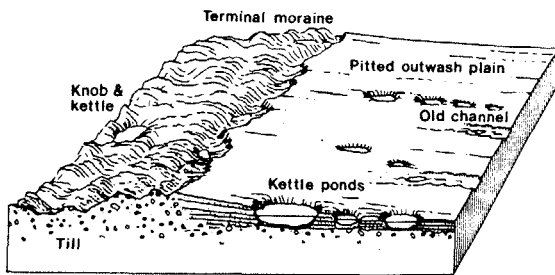 Terminal moraine
Pitted outwash plain
Knob &
kettle
Old channel
Kettle ponds
Till